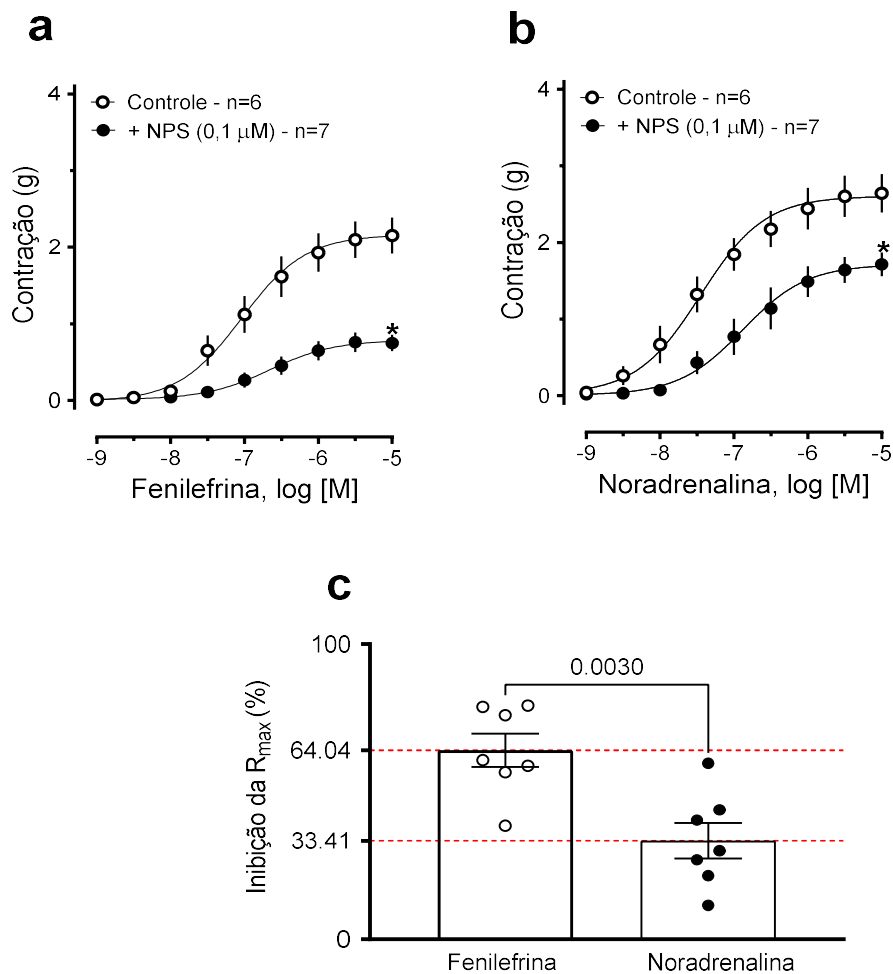 a
4
2
0
Contração (g)
Controle - n=6
+ NPS (0,1 μM) - n=7
*
-9 -8 -7 -6 -5
Fenilefrina, log [M]
b
4
2
0
Contração (g)
Controle - n=6
+ NPS (0,1 μM) - n=7
*
-9 -8 -7 -6 -5
Noradrenalina, log [M]
c
100
64.04
33.41
0
Inibição da Rmax (%)
0.0030
Fenilefrina Noradrenalina